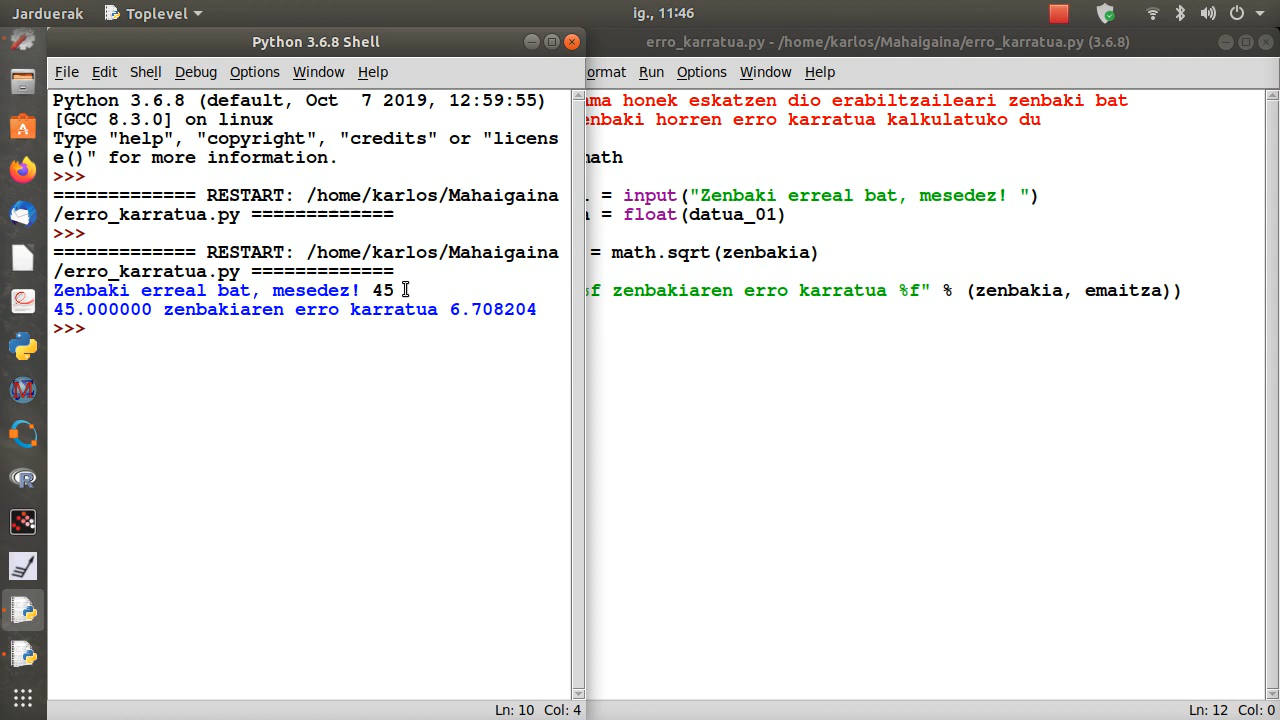 Jarduerak Toplevel ig., 11:46
Python 3.6.8 Shell
File Edit Shell Debug Options Window Help
Python 3.6.8 (default, Oct  7 2019, 12:59:55)
[GCC 8.3.0] on linux
Type "help", "copyright", "credits" or "licens
e()" for more information.
>>>
============= RESTART: /home/karlos/Mahaigaina
/erro_karratua.py =============
>>>
============= RESTART: /home/karlos/Mahaigaina
/erro_karratua.py =============
Zenbaki erreal bat, mesedez! 45
45.000000 zenbakiaren erro karratua 6.708204
>>>
Ln: 10 Col: 4
erro_karratua.py - /home/karlos/Mahaigaina/erro_karratua.py (3.6.8)
ormat Run Options Window Help
ama honek eskatzen dio erabiltzaileari zenbaki bat
enbaki horren erro karratua kalkulatuko du
math
= input("Zenbaki erreal bat, mesedez! ")
= float(datua_01)
= math.sqrt(zenbakia)
%f zenbakiaren erro karratua %f" % (zenbakia, emaitza))
Ln: 12 Col: 0